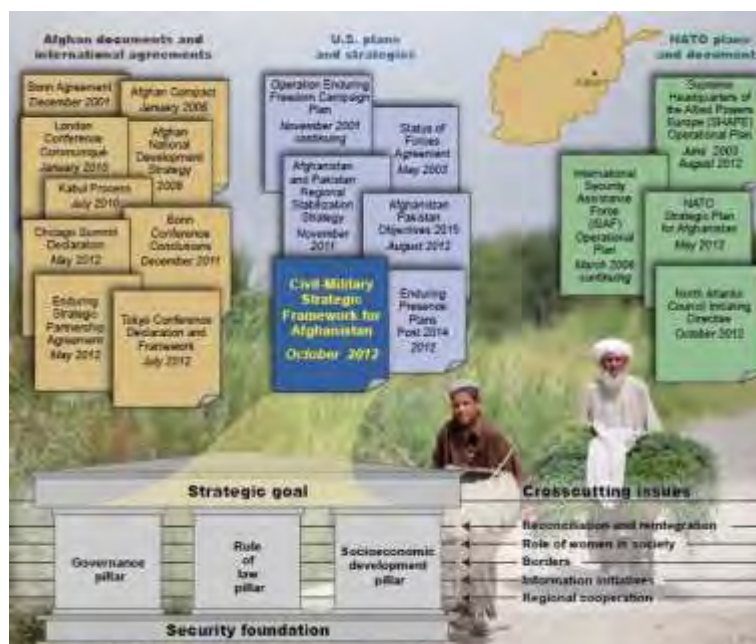 Afghan documents and
international agreements
Bonn Agreement
December 2001
Afghan Compact
January 2006
London
Conference
Communiqué
January 2010
Afghan
National
Development
Strategy
2008
Kabul Process
July 2010
Chicago Summit
Declaration
May 2012
Bonn
Conference
Conclusions
December 2011
Enduring
Strategic
Partnership
Agreement
May 2012
Tokyo Conference
Declaration and
Framework
July 2012
U.S. plans
and strategies
Operation Enduring
Freedom Campaign
Plan
November 2001
continuing
Status of
Forces
Agreement
May 2003
Afghanistan
and Pakistan
Regional
Stabilization
Strategy
November
2011
Afghanistan
Pakistan
Objectives 2015
August 2012
Civil-Military
Strategic
Framework for
Afghanistan
October 2012
Enduring
Presence
Plans
Post 2014
2012
Kabul
NATO plans
and document
Supreme
Headquarters of
the Allied Powers
Europe (SHAPE)
Operational Plan
June 2003
August 2012
International
Security
Assistance
Force
(ISAF)
Operational
Plan
March 2006
continuing
NATO
Strategic Plan
for Afghanistan
May 2012
North Atlantic
Council Initiating
Directive
October 2012
Strategic goal
Governance
pillar
Rule
of
law
pillar
Socioeconomic
development
pillar
Security foundation
Crosscutting issues
Reconciliation and reintegration
Role of women in society
Borders
Information initiatives
Regional cooperation